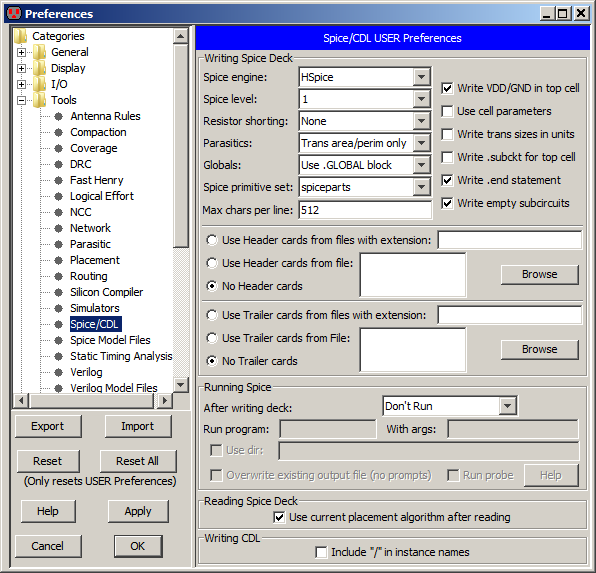 Preferences
Categories
General
Display
I/O
Tools
Antenna Rules
Compaction
Coverage
DRC
Fast Henry
Logical Effort
NCC
Network
Parasitic
Placement
Routing
Silicon Compiler
Simulators
Spice/CDL
Spice Model Files
Static Timing Analysis
Verilog
Verilog Model Files
Export
Import
Reset
Reset All
(Only resets USER Preferences)
Help
Apply
Cancel
OK
Spice/CDL USER Preferences
Writing Spice Deck
Spice engine: HSpice
Spice level: 1
Resistor shorting: None
Parasitics: Trans area/perim only
Globals: Use .GLOBAL block
Spice primitive set: spiceparts
Max chars per line: 512
Write VDD/GND in top cell
Use cell parameters
Write trans sizes in units
Write .subckt for top cell
Write .end statement
Write empty subcircuits
Use Header cards from files with extension:
Use Header cards from file:
No Header cards
Browse
Use Trailer cards from files with extension:
Use Trailer cards from File:
No Trailer cards
Browse
Running Spice
After writing deck: Don't Run
Run program: With args:
Use dir:
Overwrite existing output file (no prompts) Run probe Help
Reading Spice Deck
Use current placement algorithm after reading
Writing CDL
Include "/" in instance names